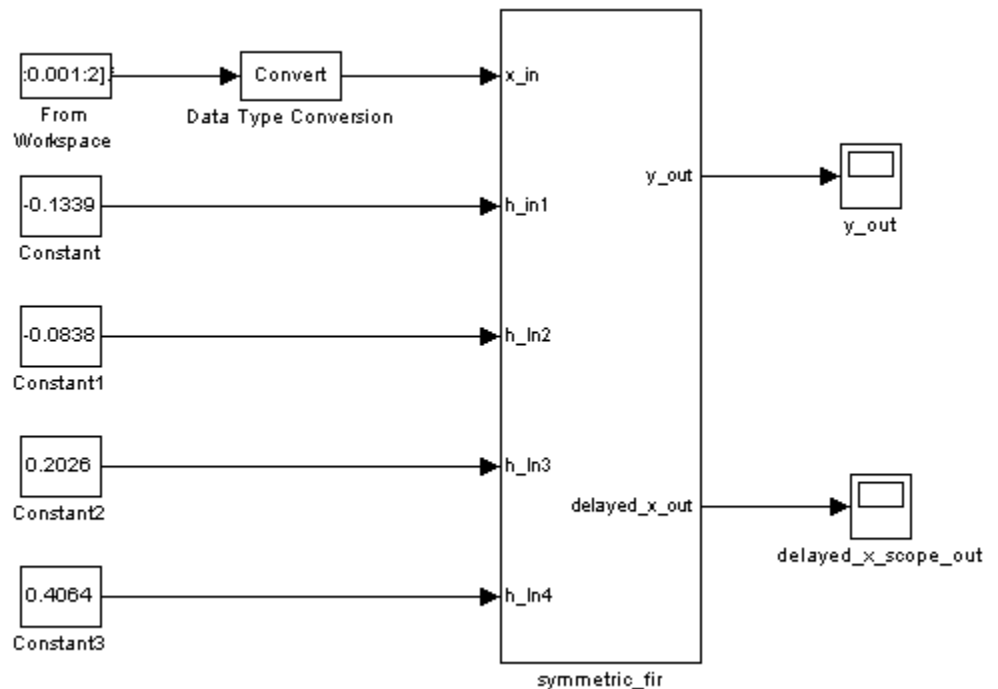 :0.001:2].'
From
Workspace
Convert
Data Type Conversion
x_in
-0.1339
Constant
h_in1
y_out
y_out
-0.0838
Constant1
h_In2
0.2026
Constant2
h_In3
delayed_x_out
delayed_x_scope_out
0.4064
Constant3
h_In4
symmetric_fir